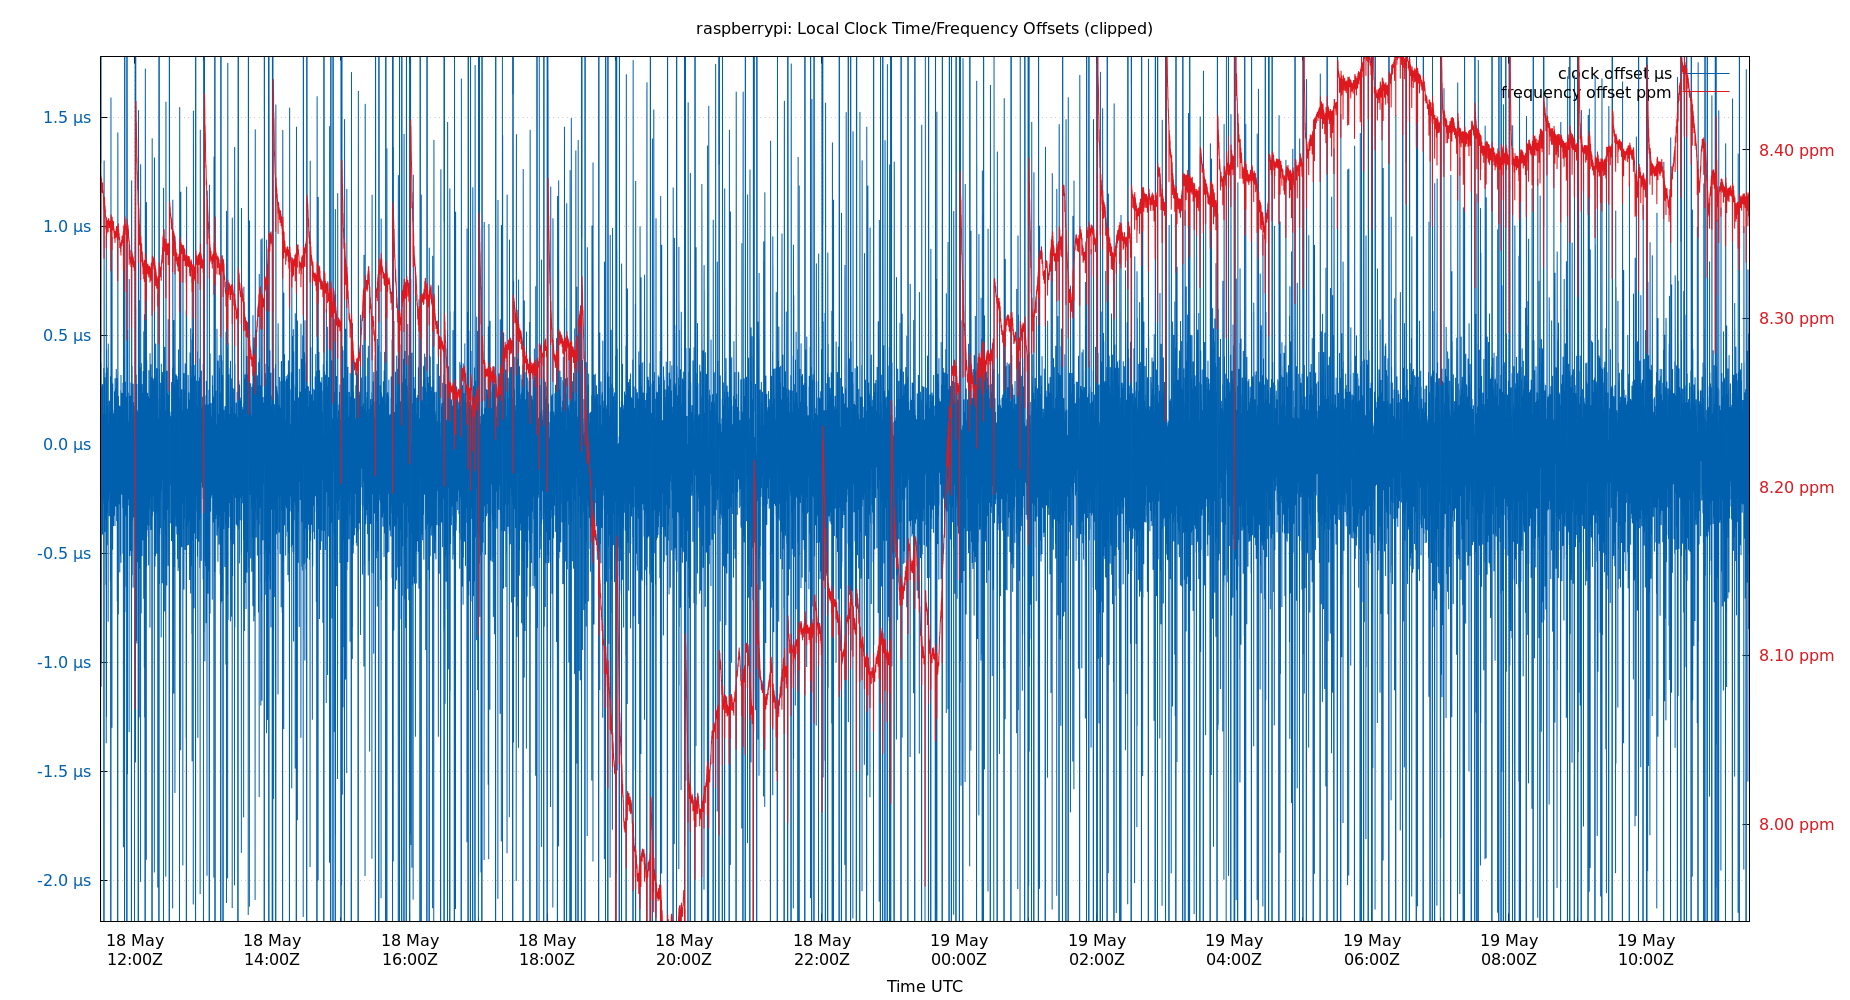 raspberrypi: Local Clock Time/Frequency Offsets (clipped)
clock offset µs
frequency offset ppm
1.5 µs
1.0 µs
0.5 µs
0.0 µs
-0.5 µs
-1.0 µs
-1.5 µs
-2.0 µs
8.40 ppm
8.30 ppm
8.20 ppm
8.10 ppm
8.00 ppm
18 May 18 May 18 May 18 May 18 May 18 May 19 May 19 May 19 May 19 May 19 May 19 May
12:00Z 14:00Z 16:00Z 18:00Z 20:00Z 22:00Z 00:00Z 02:00Z 04:00Z 06:00Z 08:00Z 10:00Z
Time UTC